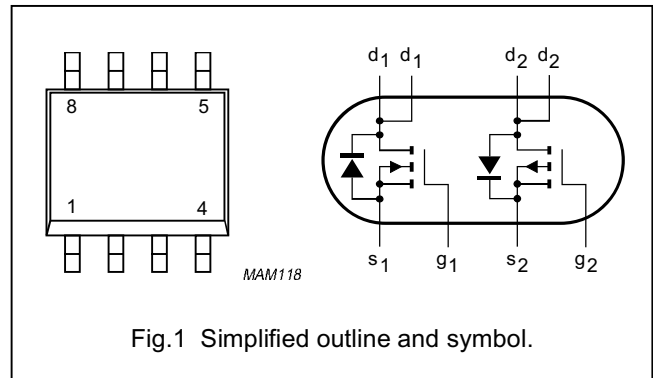 d1 d1 d2 d2
8 5
1 4
s1 g1 s2 g2
MAM118
Fig.1 Simplified outline and symbol.